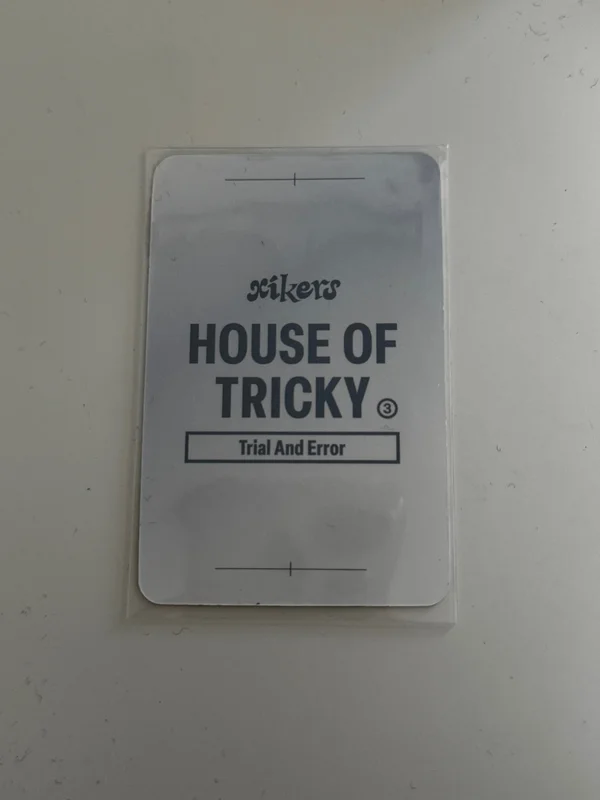 xikers
HOUSE OF
TRICKY ③
Trial And Error